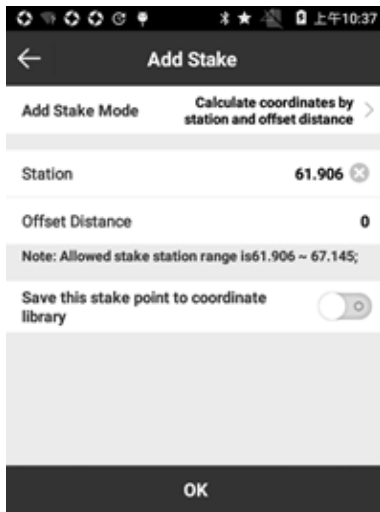 上午10:37
Add Stake
Add Stake Mode
Calculate coordinates by
station and offset distance
Station
61.906
Offset Distance
0
Note: Allowed stake station range is61.906 ~ 67.145;
Save this stake point to coordinate
library
OK